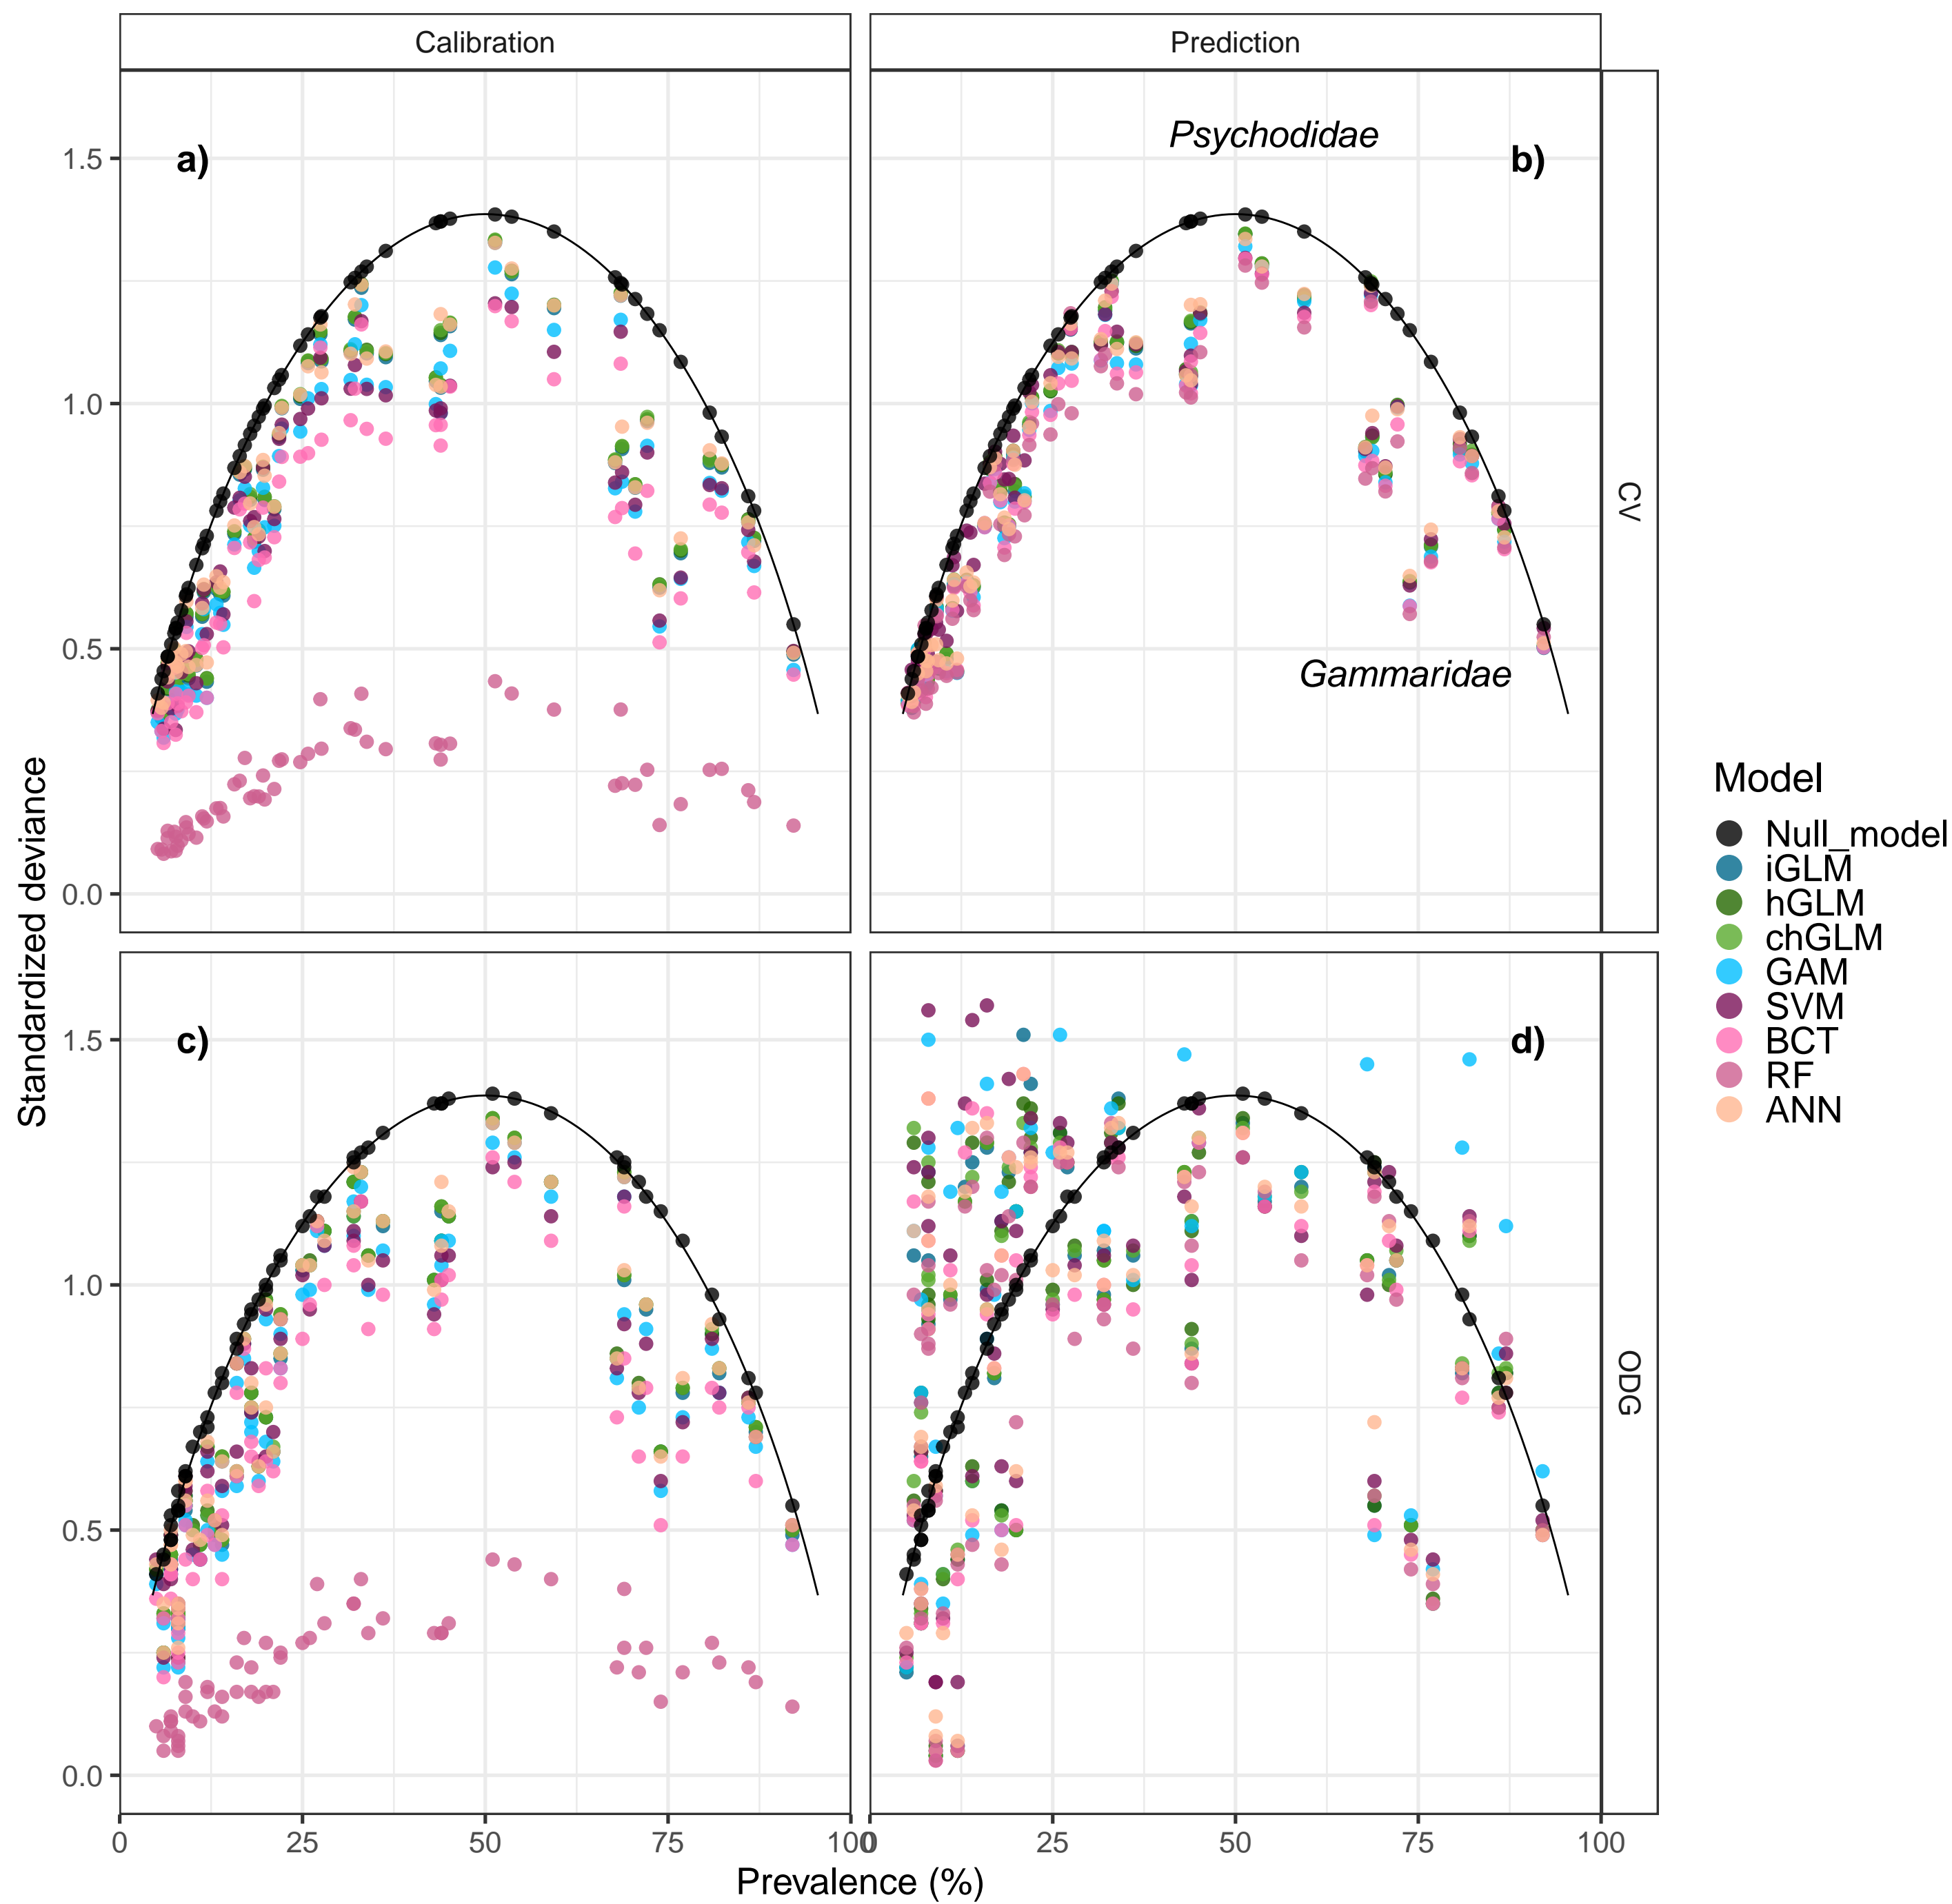 Calibration
Prediction
a)
Psychodidae
b)
Gammaridae
CV
1.5
1.0
0.5
0.0
c)
d)
ODG
1.5
1.0
0.5
0.0
0
25
50
75
100
0
25
50
75
100
Standardized deviance
Prevalence (%)
Model
Null_model
iGLM
hGLM
chGLM
GAM
SVM
BCT
RF
ANN